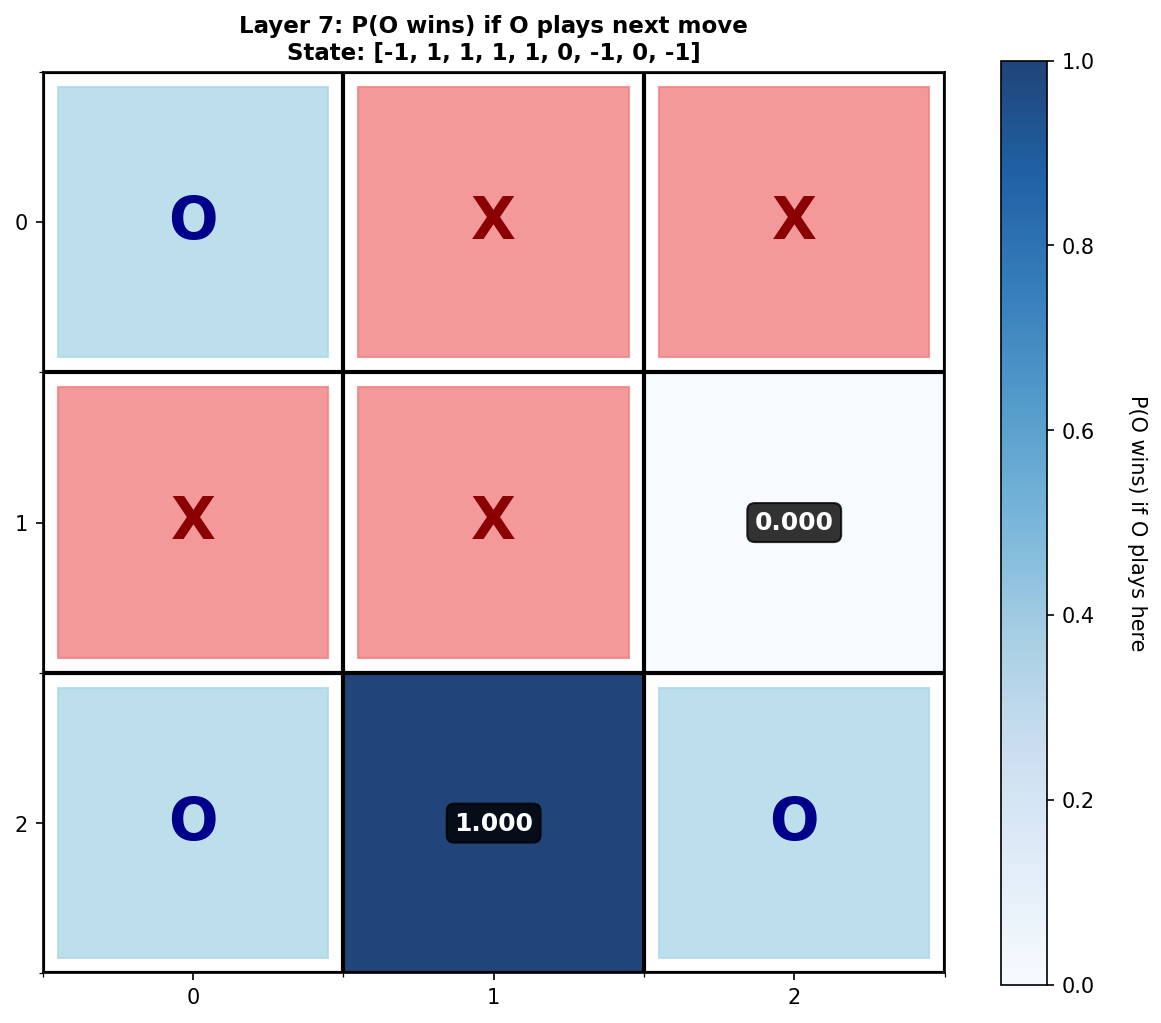 Layer 7: P(O wins) if O plays next move
State: [-1, 1, 1, 1, 1, 0, -1, 0, -1]
O
X
X
X
X
0.000
O
1.000
O
0
1
2
0
1
2
1.0
0.8
0.6
0.4
0.2
0.0
P(O wins) if O plays here